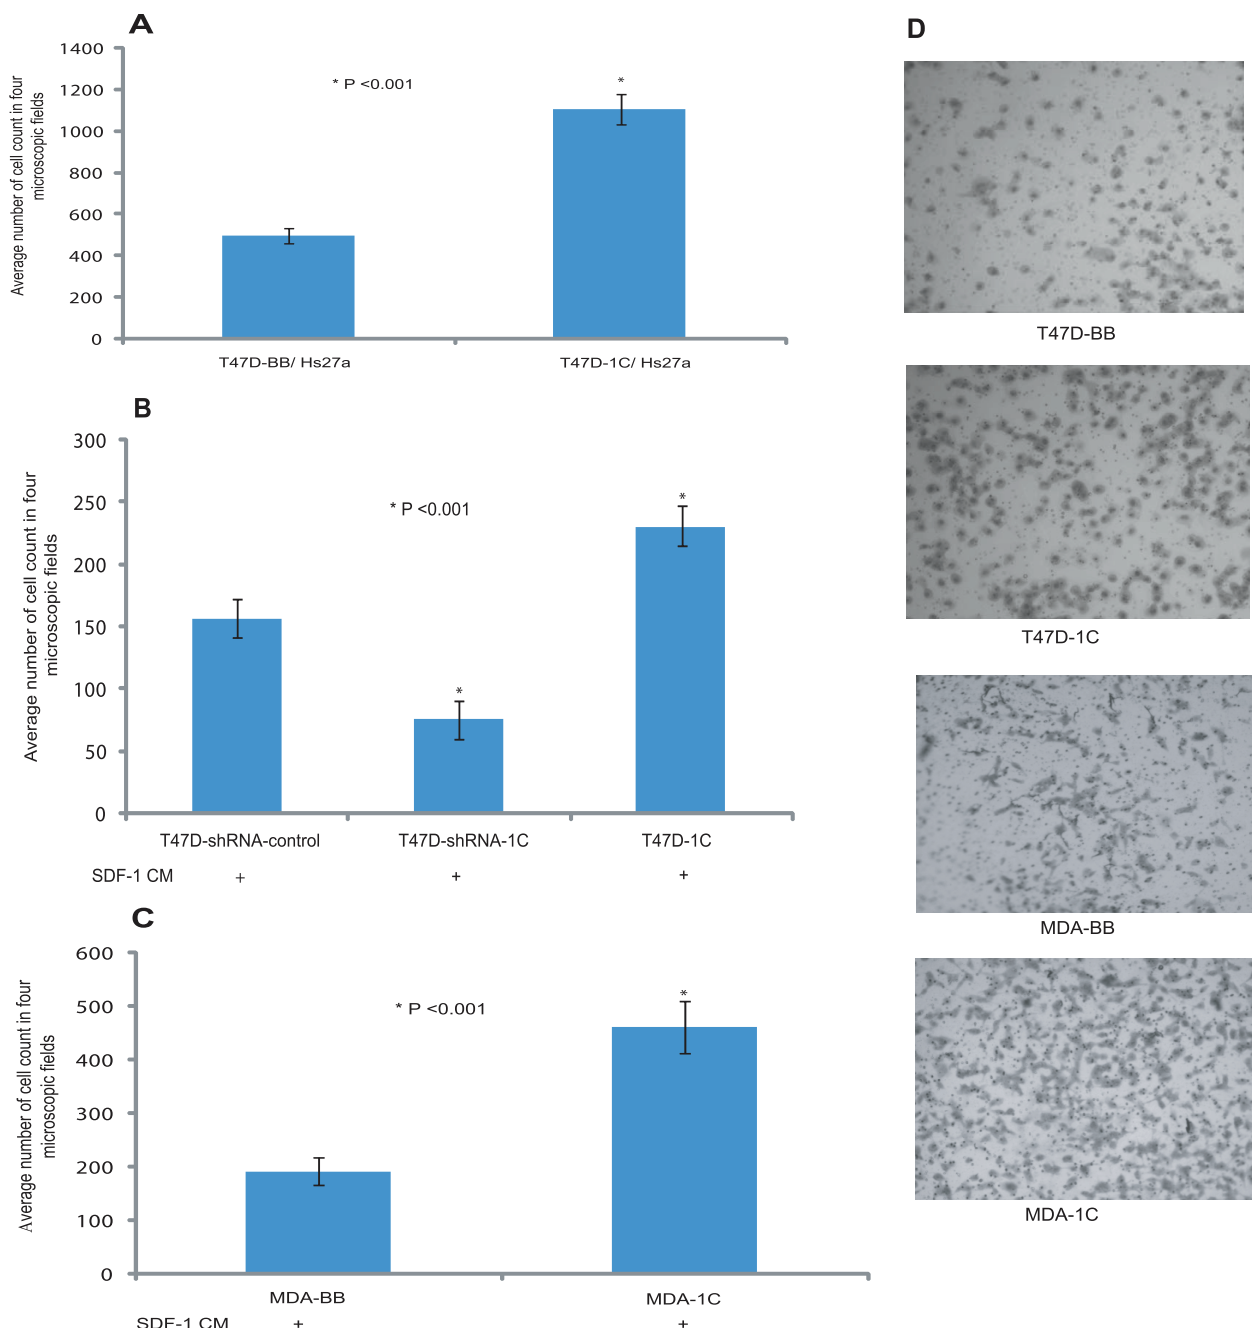 A
1400
1200
1000
800
600
400
200
0
Average number of cell count in four
microscopic fields
* P <0.001
*
T47D-BB/ Hs27a
T47D-1C/ Hs27a
B
300
250
200
150
100
50
0
Average number of cell count in four
microscopic fields
* P <0.001
*
*
T47D-shRNA-control
T47D-shRNA-1C
T47D-1C
SDF-1 CM + + +
C
600
500
400
300
200
100
0
Average number of cell count in four
microscopic fields
* P <0.001
*
MDA-BB
MDA-1C
SDF-1 CM + +
D
T47D-BB
T47D-1C
MDA-BB
MDA-1C